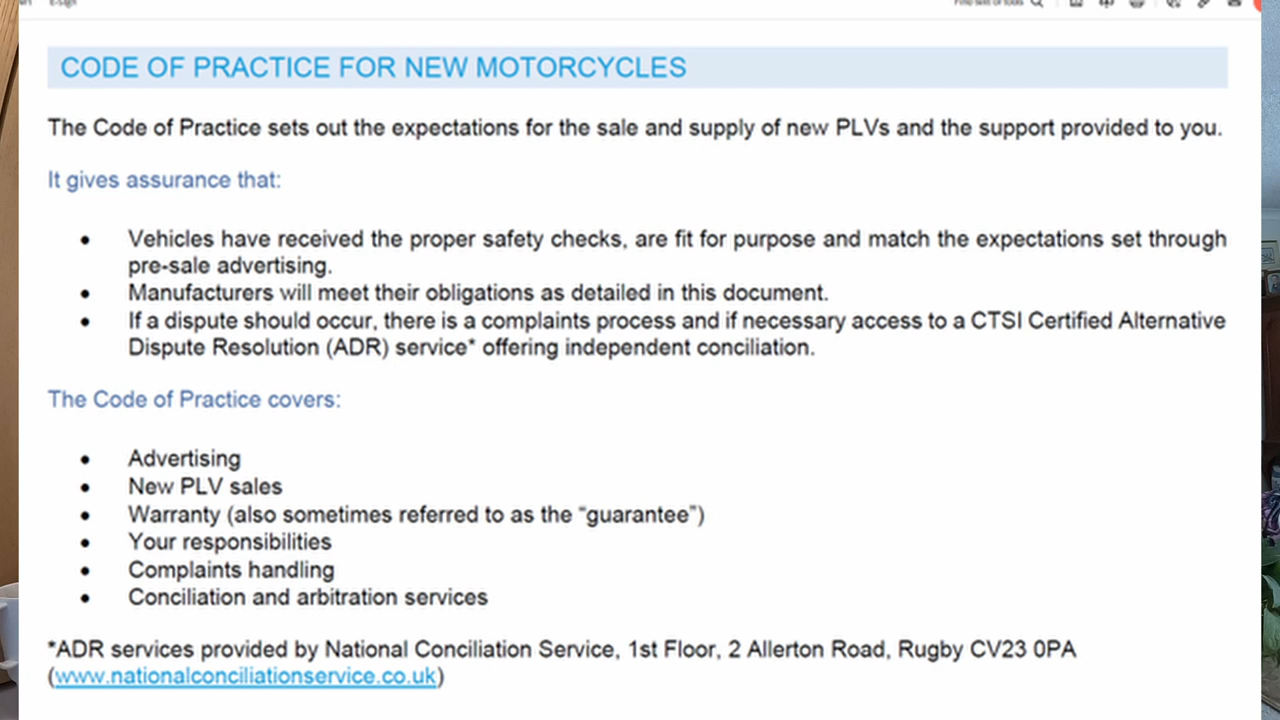 CODE OF PRACTICE FOR NEW MOTORCYCLES
The Code of Practice sets out the expectations for the sale and supply of new PLVs and the support provided to you.
It gives assurance that:
• Vehicles have received the proper safety checks, are fit for purpose and match the expectations set through
pre-sale advertising.
• Manufacturers will meet their obligations as detailed in this document.
• If a dispute should occur, there is a complaints process and if necessary access to a CTSI Certified Alternative
Dispute Resolution (ADR) service* offering independent conciliation.
The Code of Practice covers:
• Advertising
• New PLV sales
• Warranty (also sometimes referred to as the “guarantee”)
• Your responsibilities
• Complaints handling
• Conciliation and arbitration services
*ADR services provided by National Conciliation Service, 1st Floor, 2 Allerton Road, Rugby CV23 0PA
(www.nationalconciliationservice.co.uk)